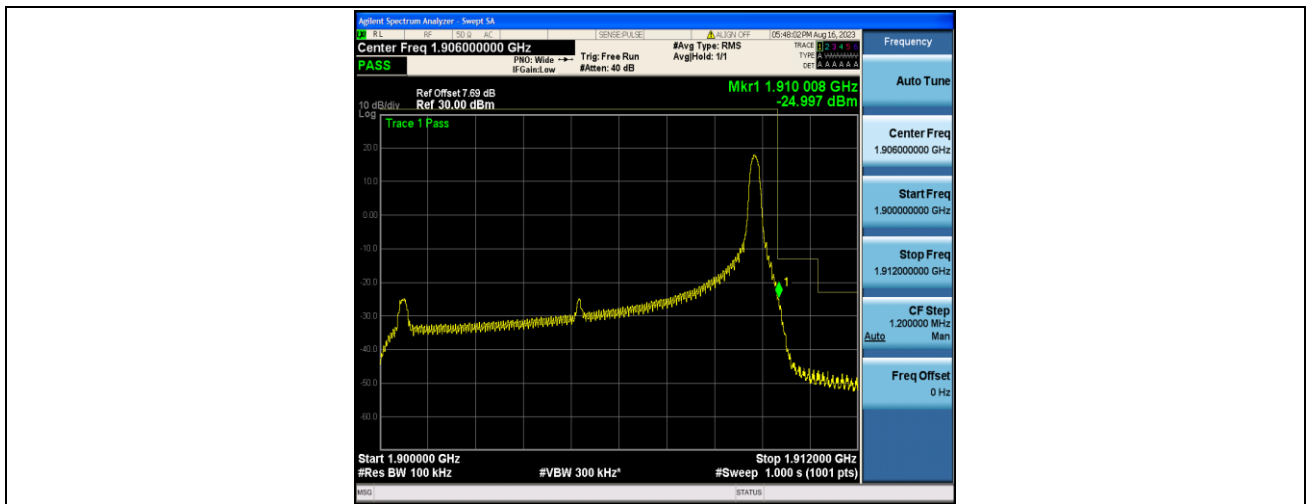 Agilent Spectrum Analyzer - Swept SA
RL RF 50 Ω AC SENSE:PULSE ALIGN OFF 05:48:02 PM Aug 16, 2023
Center Freq 1.906000000 GHz
PASS
PNO: Wide
IFGain:Low
Trig: Free Run
#Atten: 40 dB
#Avg Type: RMS
Avg|Hold: 1/1
TRACE 1 2 3 4 5 6
TYPE A
DET A A A A A A
Frequency
Mkr1 1.910 008 GHz
-24.997 dBm
Ref Offset 7.69 dB
10 dB/div Ref 30.00 dBm
Log
Trace 1 Pass
20.0
10.0
0.00
-10.0
-20.0
-30.0
-40.0
-50.0
-60.0
1
Start 1.900000 GHz Stop 1.912000 GHz
#Res BW 100 kHz #VBW 300 kHz* #Sweep 1.000 s (1001 pts)
MSG STATUS
Auto Tune
Center Freq
1.906000000 GHz
Start Freq
1.900000000 GHz
Stop Freq
1.912000000 GHz
CF Step
1.200000 MHz
Auto Man
Freq Offset
0 Hz